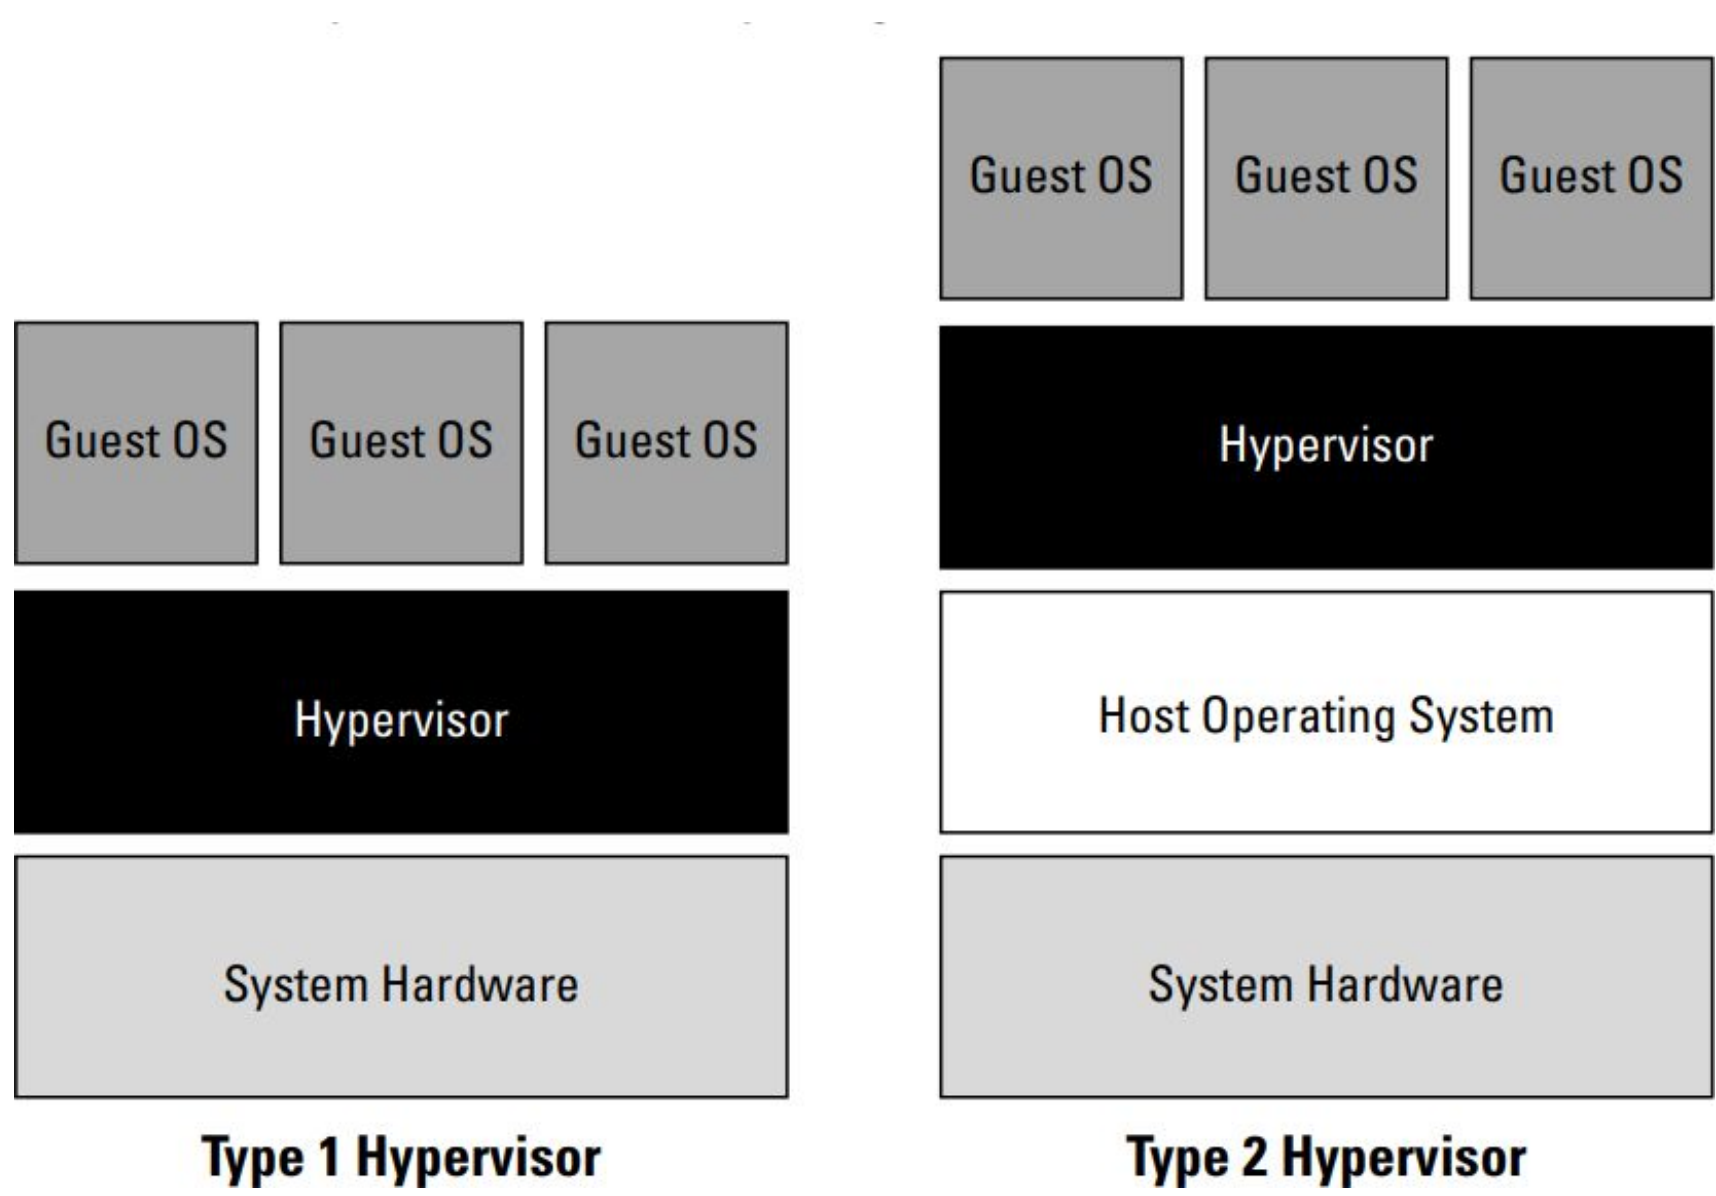 Guest OS
Guest OS
Guest OS
Hypervisor
System Hardware
Type 1 Hypervisor
Guest OS
Guest OS
Guest OS
Hypervisor
Host Operating System
System Hardware
Type 2 Hypervisor